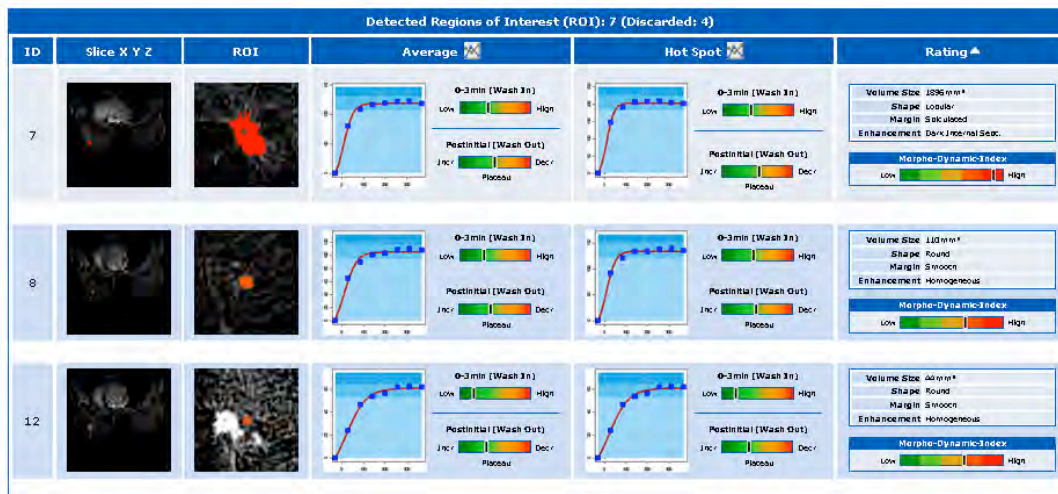 Detected Regions of Interest (ROI): 7 (Discarded: 4)
ID Slice X Y Z ROI Average Hot Spot Rating
7
0-3min (Wash In)
Low High
Postinitial (Wash Out)
Incr Decr
Plateau
0-3min (Wash In)
Low High
Postinitial (Wash Out)
Incr Decr
Plateau
Volume Size 1896mm³
Shape Lobular
Margin Spiculated
Enhancement Dark Internal Sept.
Morpho-Dynamic-Index
Low High
8
0-3min (Wash In)
Low High
Postinitial (Wash Out)
Incr Decr
Plateau
0-3min (Wash In)
Low High
Postinitial (Wash Out)
Incr Decr
Plateau
Volume Size 110mm³
Shape Round
Margin Smooth
Enhancement Homogeneous
Morpho-Dynamic-Index
Low High
12
0-3min (Wash In)
Low High
Postinitial (Wash Out)
Incr Decr
Plateau
0-3min (Wash In)
Low High
Postinitial (Wash Out)
Incr Decr
Plateau
Volume Size 44mm³
Shape Round
Margin Smooth
Enhancement Homogeneous
Morpho-Dynamic-Index
Low High